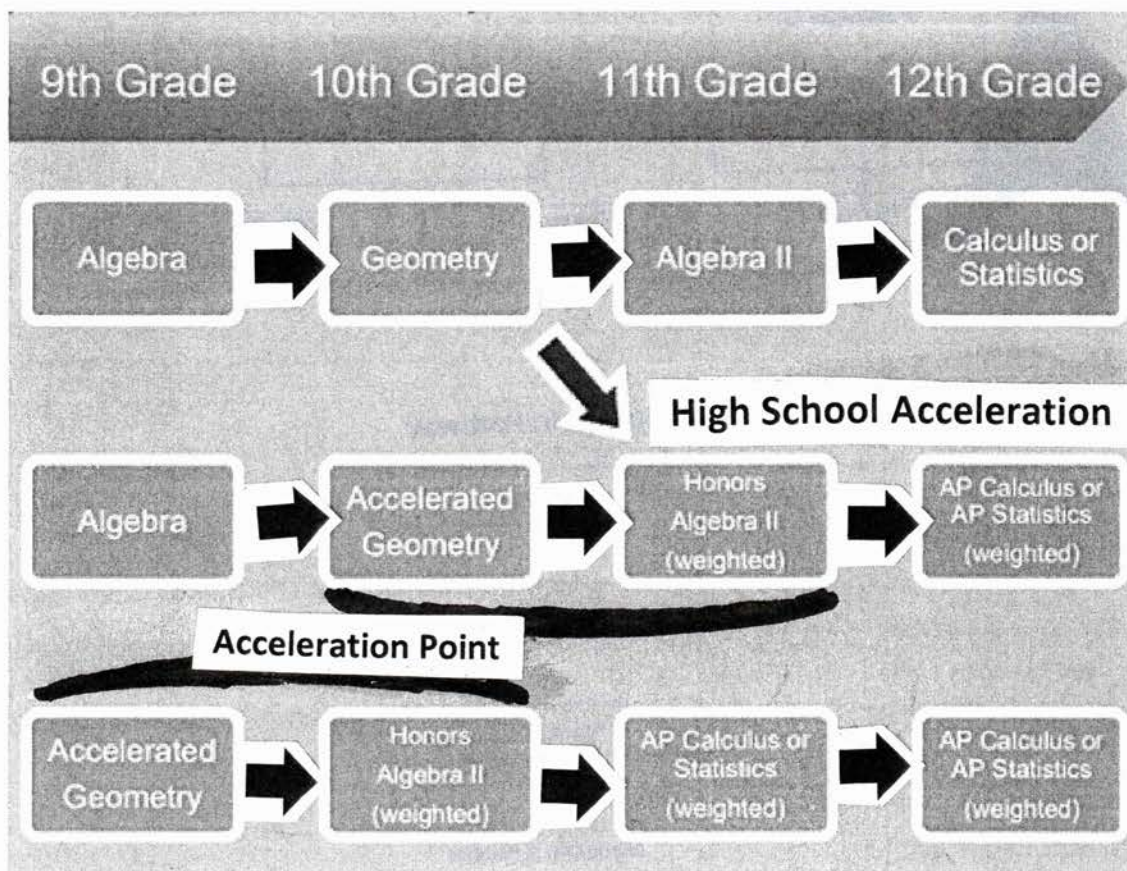 9th Grade 10th Grade 11th Grade 12th Grade
Algebra
Geometry
Algebra II
Calculus or
Statistics
High School Acceleration
Algebra
Accelerated
Geometry
Honors
Algebra II
(weighted)
AP Calculus or
AP Statistics
(weighted)
Acceleration Point
Accelerated
Geometry
Honors
Algebra II
(weighted)
AP Calculus or
Statistics
(weighted)
AP Calculus or
AP Statistics
(weighted)